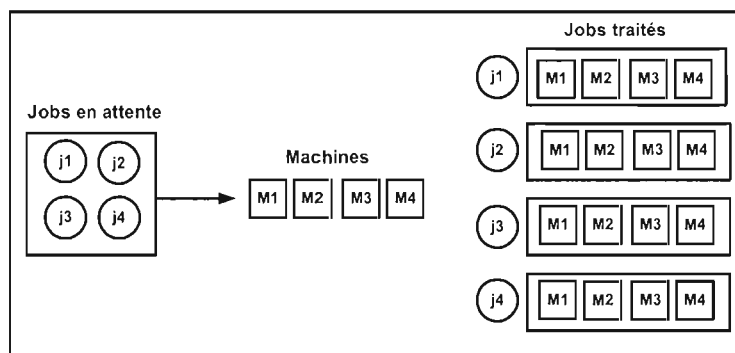 Jobs en attente
j1 j2
j3 j4
Machines
M1 M2 M3 M4
Jobs traités
j1 M1 M2 M3 M4
j2 M1 M2 M3 M4
j3 M1 M2 M3 M4
j4 M1 M2 M3 M4